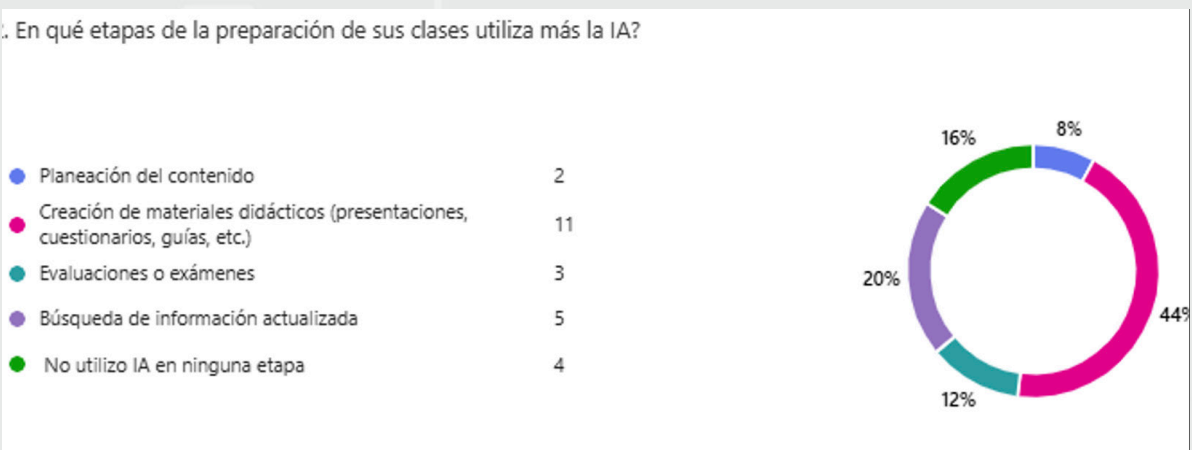 . En qué etapas de la preparación de sus clases utiliza más la IA?
Planeación del contenido 2
Creación de materiales didácticos (presentaciones,
cuestionarios, guías, etc.) 11
Evaluaciones o exámenes 3
Búsqueda de información actualizada 5
No utilizo IA en ninguna etapa 4
16%
8%
20%
44%
12%